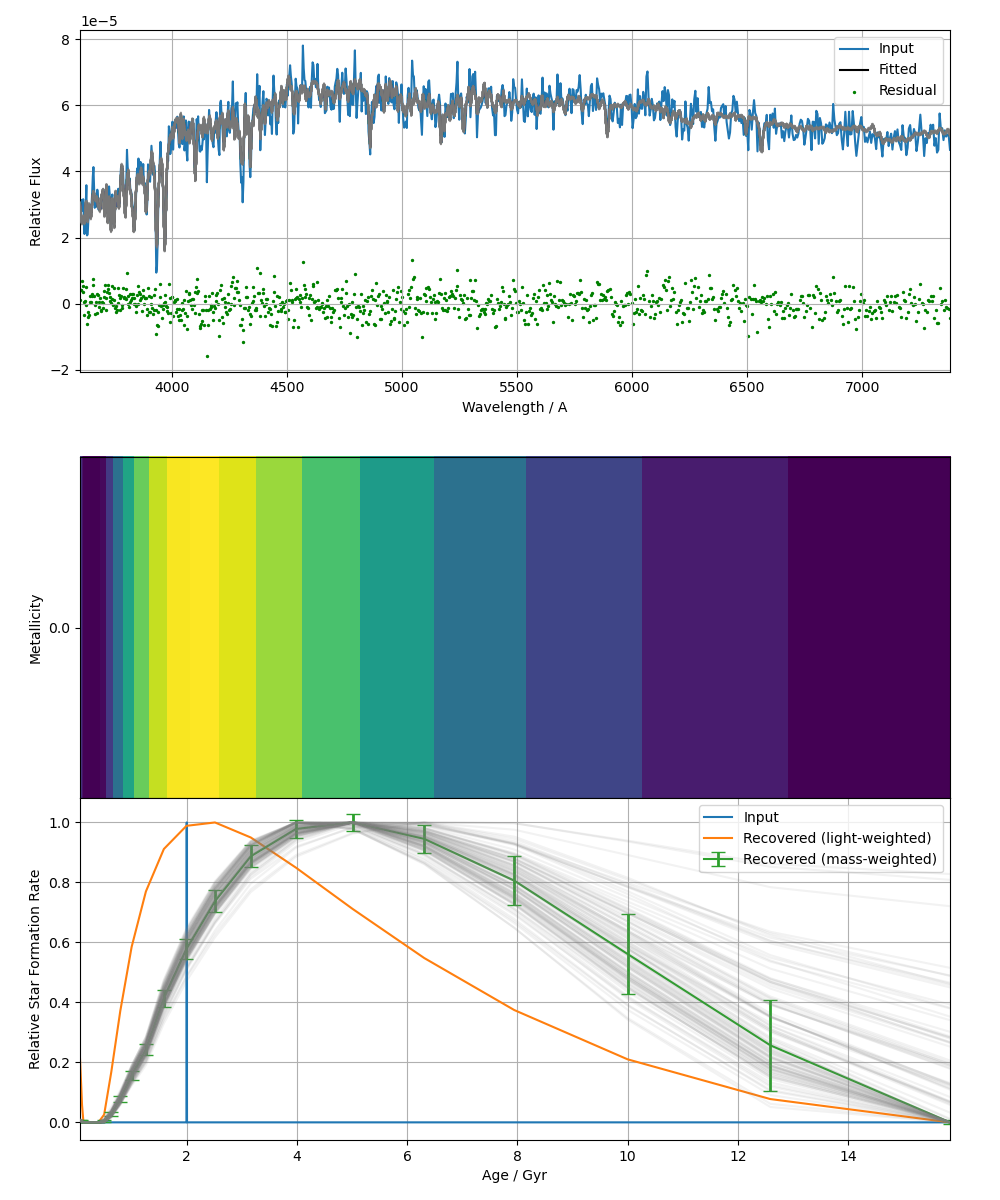 1e−5
8
6
4
2
0
−2
Relative Flux
Input
Fitted
Residual
4000 4500 5000 5500 6000 6500 7000
Wavelength / A
Metallicity
0.0
1.0
0.8
0.6
0.4
0.2
0.0
Relative Star Formation Rate
Input
Recovered (light-weighted)
Recovered (mass-weighted)
2 4 6 8 10 12 14
Age / Gyr